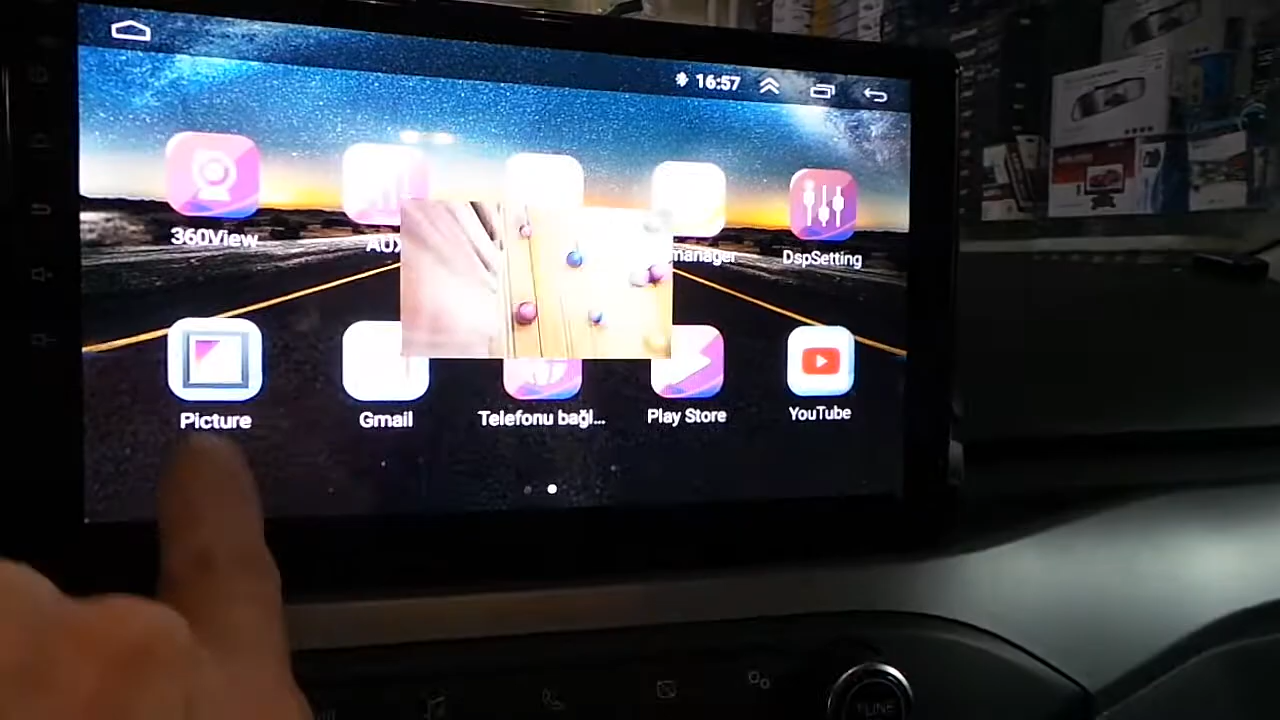 16:57
360View
AUX
manager
DspSetting
Picture
Gmail
Telefonu bağl...
Play Store
YouTube
TUNE